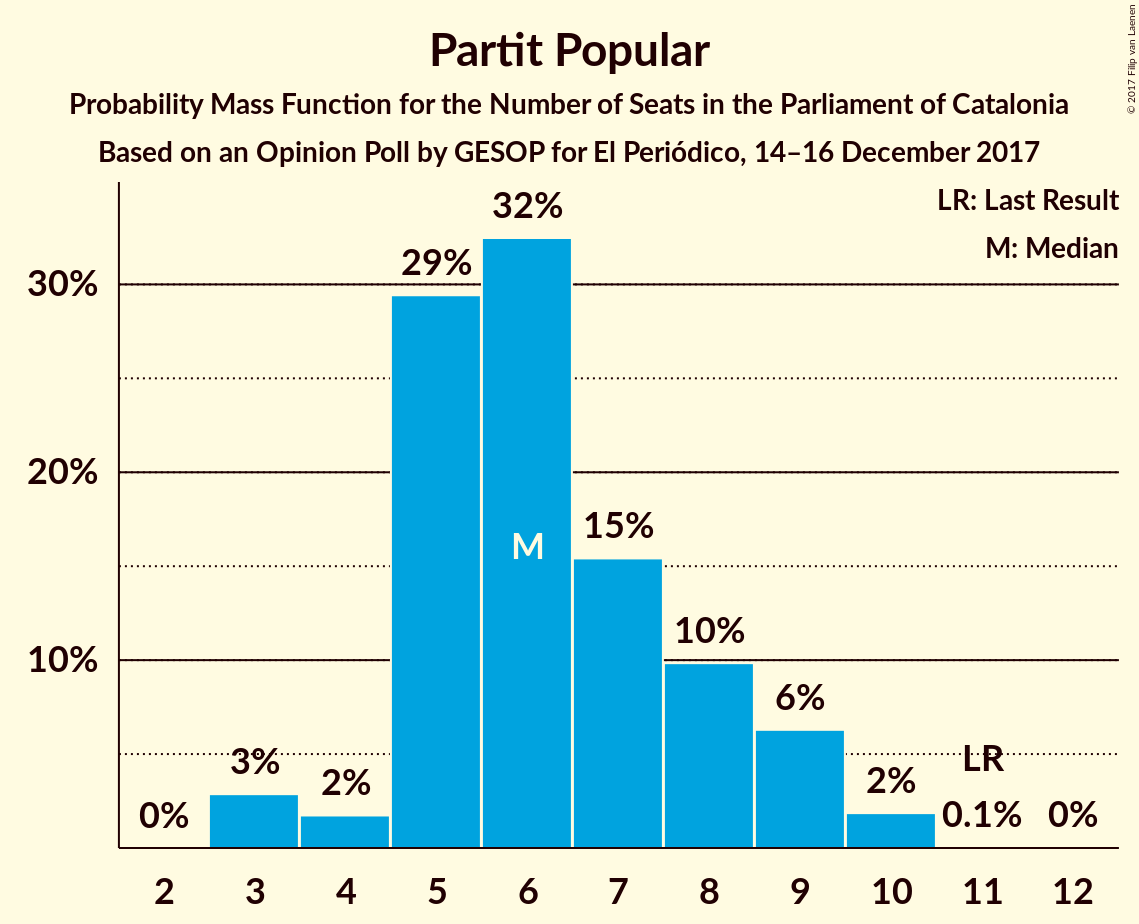 Partit Popular
Probability Mass Function for the Number of Seats in the Parliament of Catalonia
Based on an Opinion Poll by GESOP for El Periódico, 14–16 December 2017
© 2017 Filip van Laenen
LR: Last Result
M: Median
30%
20%
10%
0%
3%
2%
29%
32%
M
15%
10%
6%
2%
LR
0.1%
0%
2 3 4 5 6 7 8 9 10 11 12